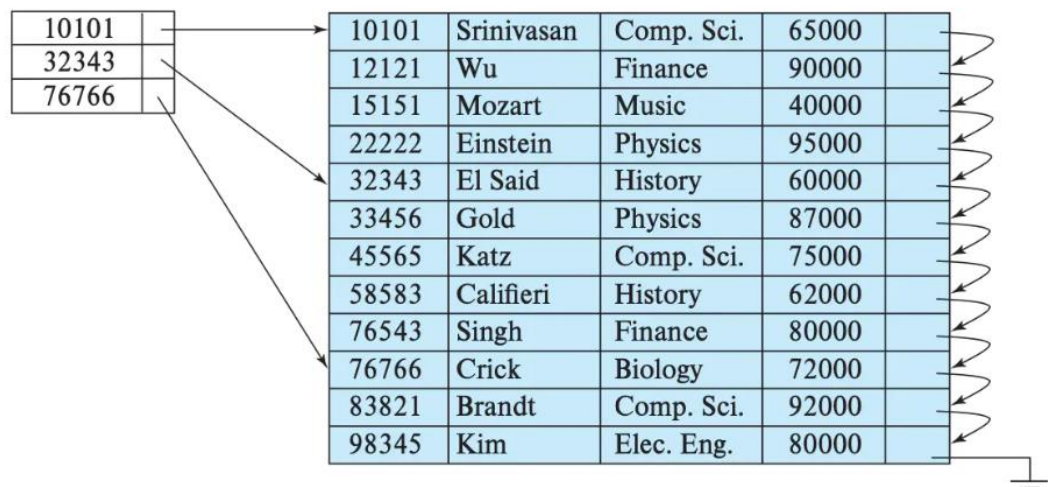 10101
32343
76766
10101 Srinivasan Comp. Sci. 65000
12121 Wu Finance 90000
15151 Mozart Music 40000
22222 Einstein Physics 95000
32343 El Said History 60000
33456 Gold Physics 87000
45565 Katz Comp. Sci. 75000
58583 Califieri History 62000
76543 Singh Finance 80000
76766 Crick Biology 72000
83821 Brandt Comp. Sci. 92000
98345 Kim Elec. Eng. 80000